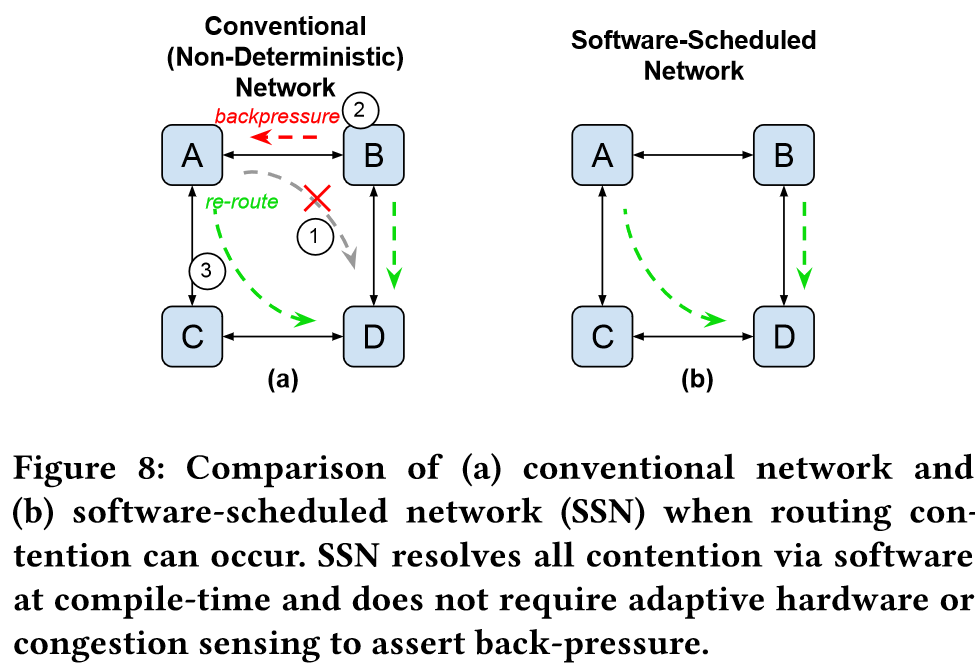 Conventional
(Non-Deterministic)
Network
backpressure
2
A
B
re-route
1
3
C
D
(a)
Software-Scheduled
Network
A
B
C
D
(b)
Figure 8: Comparison of (a) conventional network and
(b) software-scheduled network (SSN) when routing con-
tention can occur. SSN resolves all contention via software
at compile-time and does not require adaptive hardware or
congestion sensing to assert back-pressure.